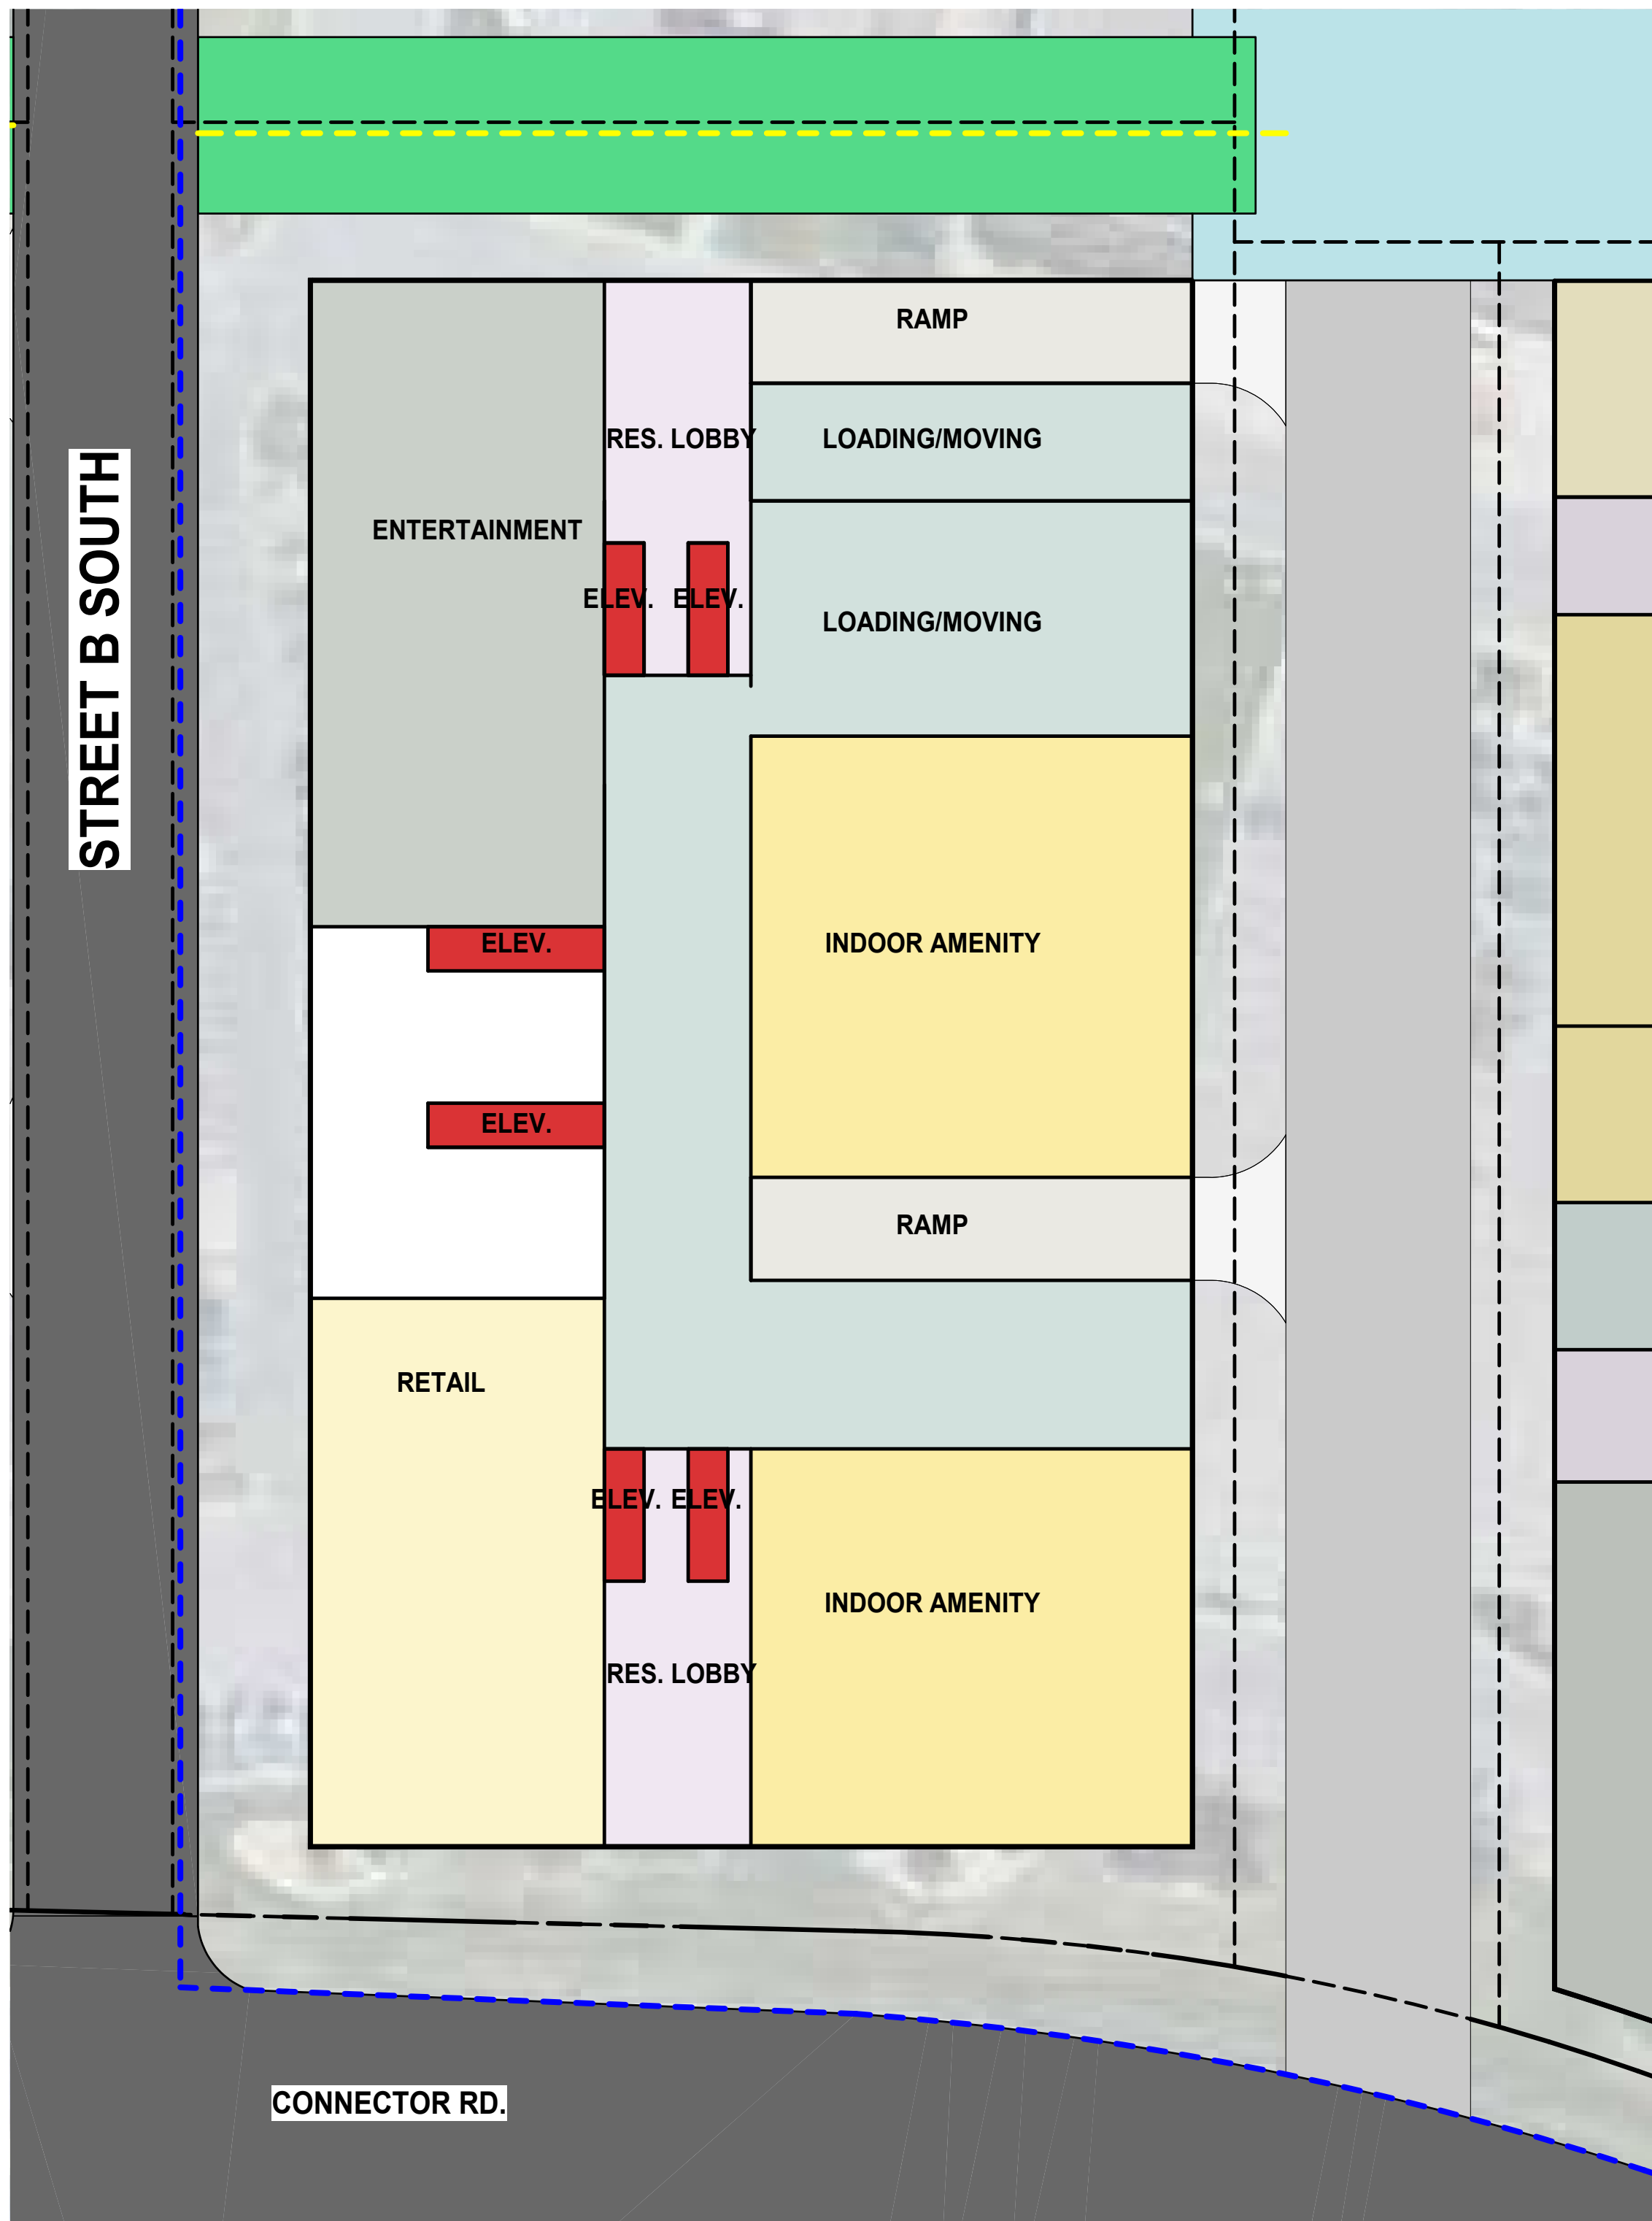 RAMP
RES. LOBBY
LOADING/MOVING
STREET B SOUTH
ENTERTAINMENT
ELEV.
ELEV.
LOADING/MOVING
ELEV.
INDOOR AMENITY
ELEV.
RAMP
RETAIL
ELEV.
ELEV.
INDOOR AMENITY
RES. LOBBY
CONNECTOR RD.